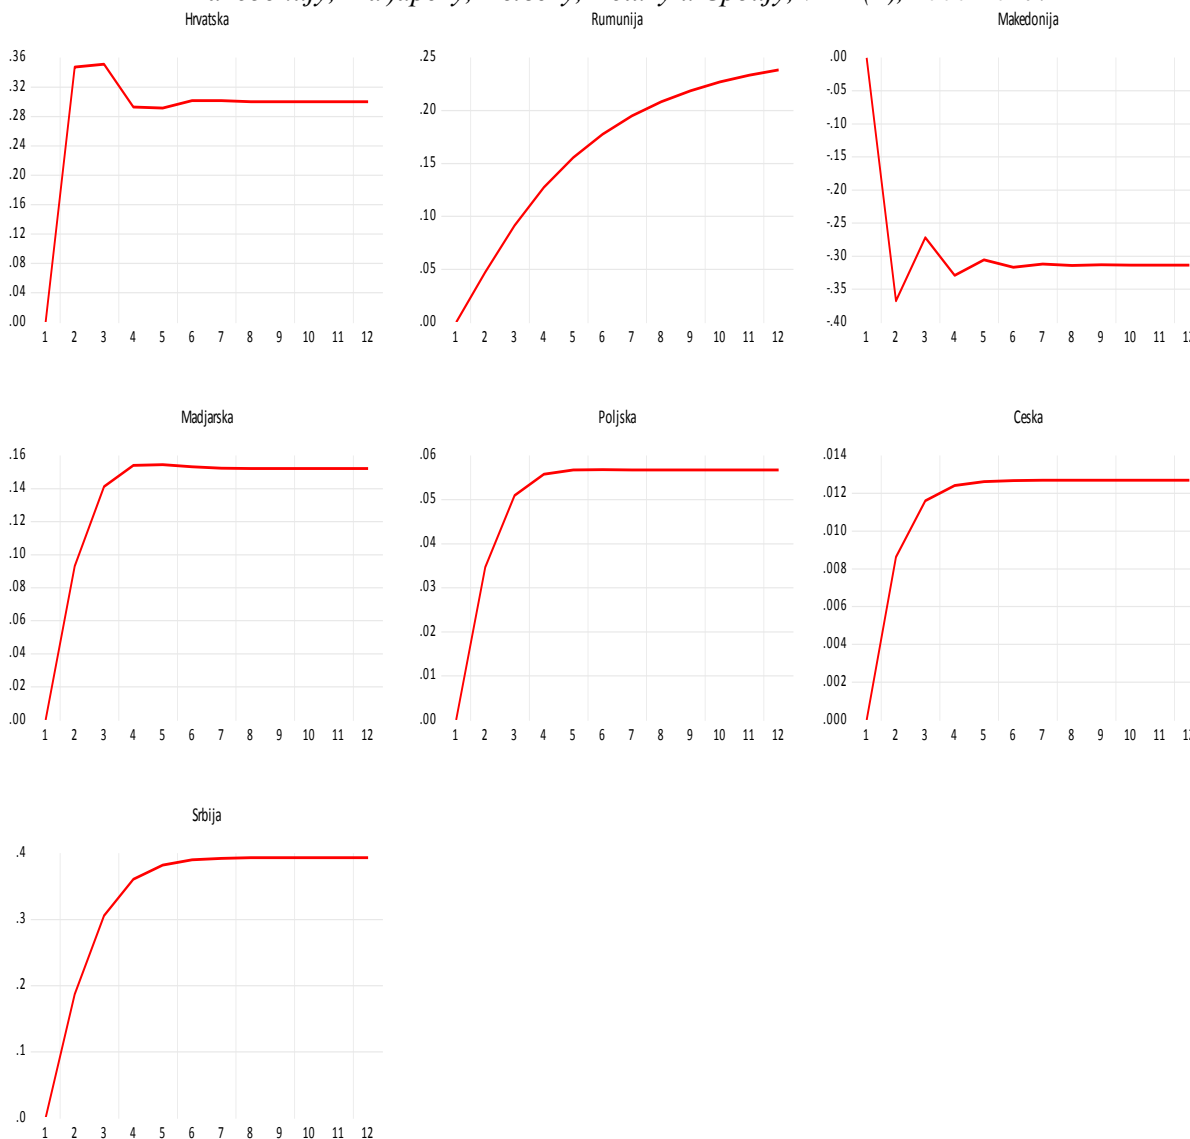 Hrvatska Rumunija Makedonija
.36 .32 .28 .24 .20 .16 .12 .08 .04 .00
1 2 3 4 5 6 7 8 9 10 11 12
.25 .20 .15 .10 .05 .00
1 2 3 4 5 6 7 8 9 10 11 12
.00 -.05 -.10 -.15 -.20 -.25 -.30 -.35 -.40
1 2 3 4 5 6 7 8 9 10 11
Madjarska Poljska Ceska
.16 .14 .12 .10 .08 .06 .04 .02 .00
1 2 3 4 5 6 7 8 9 10 11 12
.06 .05 .04 .03 .02 .01 .00
1 2 3 4 5 6 7 8 9 10 11 12
.014 .012 .010 .008 .006 .004 .002 .000
1 2 3 4 5 6 7 8 9 10 11
Srbija
.4 .3 .2 .1 .0
1 2 3 4 5 6 7 8 9 10 11 12